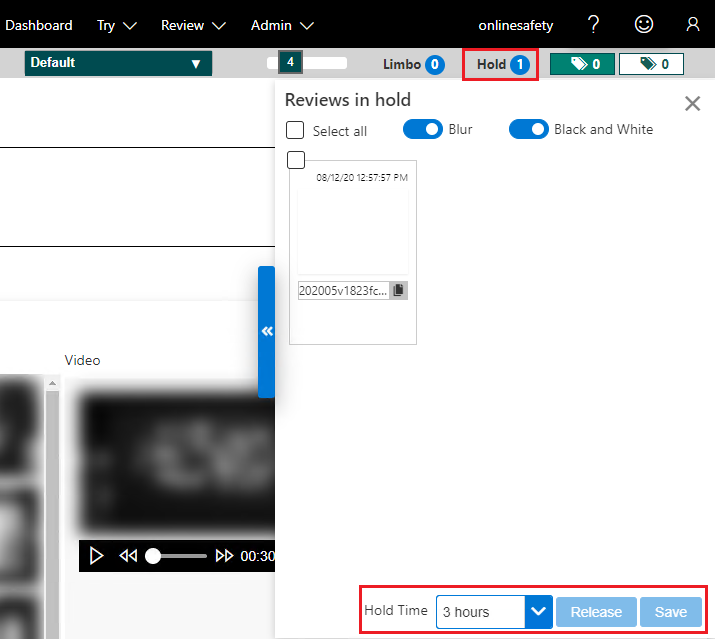 Dashboard Try Review Admin onlinesafety ?
Default 4 Limbo 0 Hold 1 0 0
Reviews in hold
Select all Blur Black and White
08/12/20 12:57:57 PM
202005v1823fc...
Video
00:30
Hold Time 3 hours Release Save